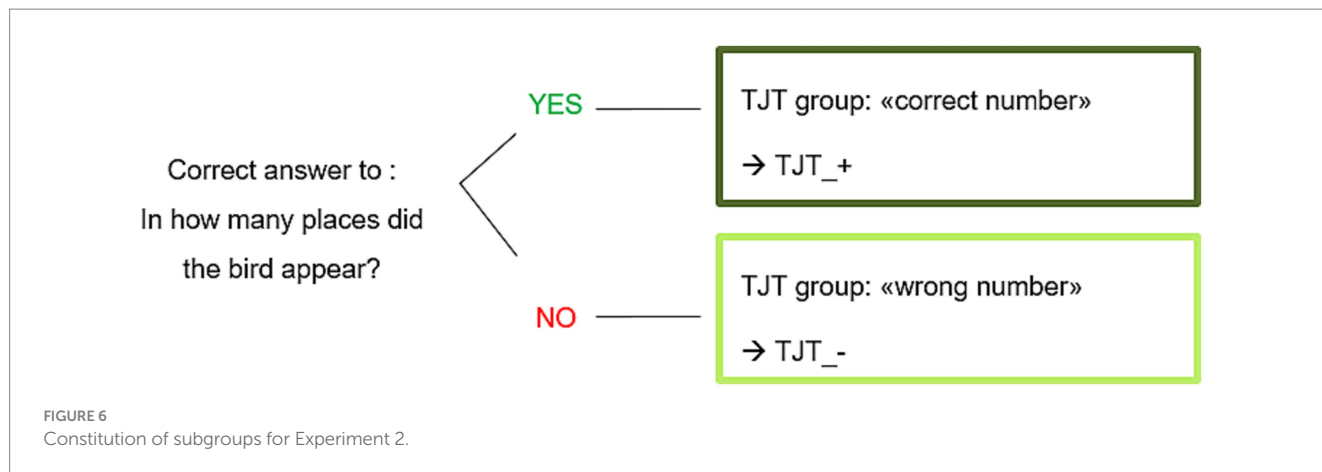 Correct answer to :
In how many places did
the bird appear?
YES
TJT group: «correct number»
→ TJT_+
NO
TJT group: «wrong number»
→ TJT_-
FIGURE 6
Constitution of subgroups for Experiment 2.